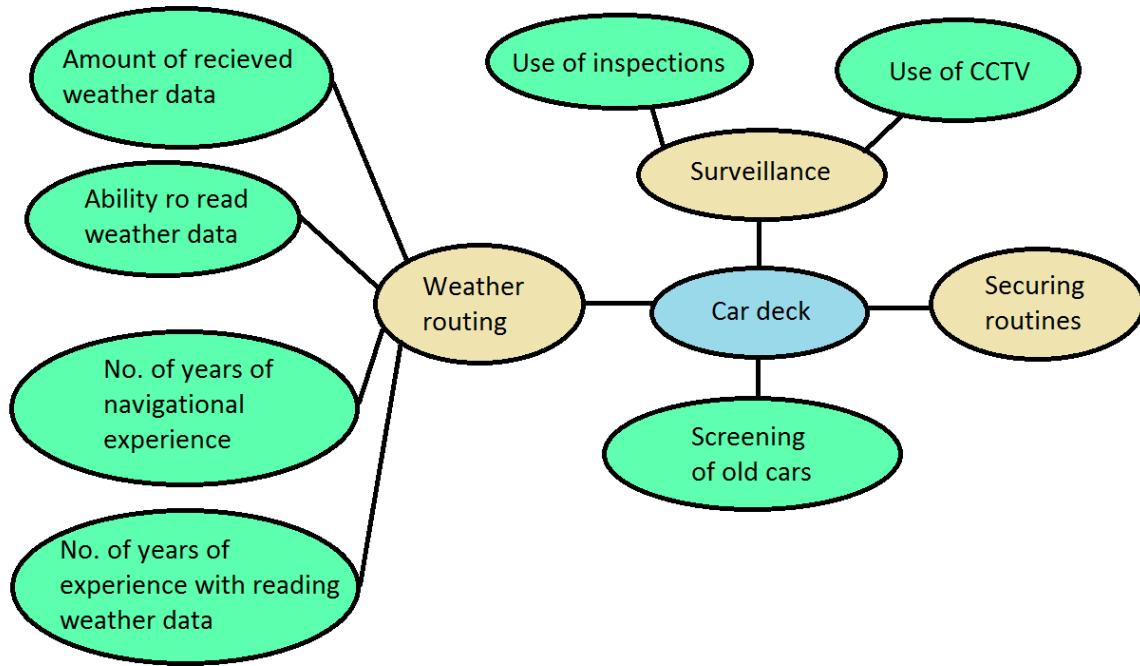 Amount of recieved
weather data
Use of inspections
Use of CCTV
Ability ro read
weather data
Surveillance
Weather
routing
Car deck
Securing
routines
No. of years of
navigational
experience
Screening
of old cars
No. of years of
experience with reading
weather data